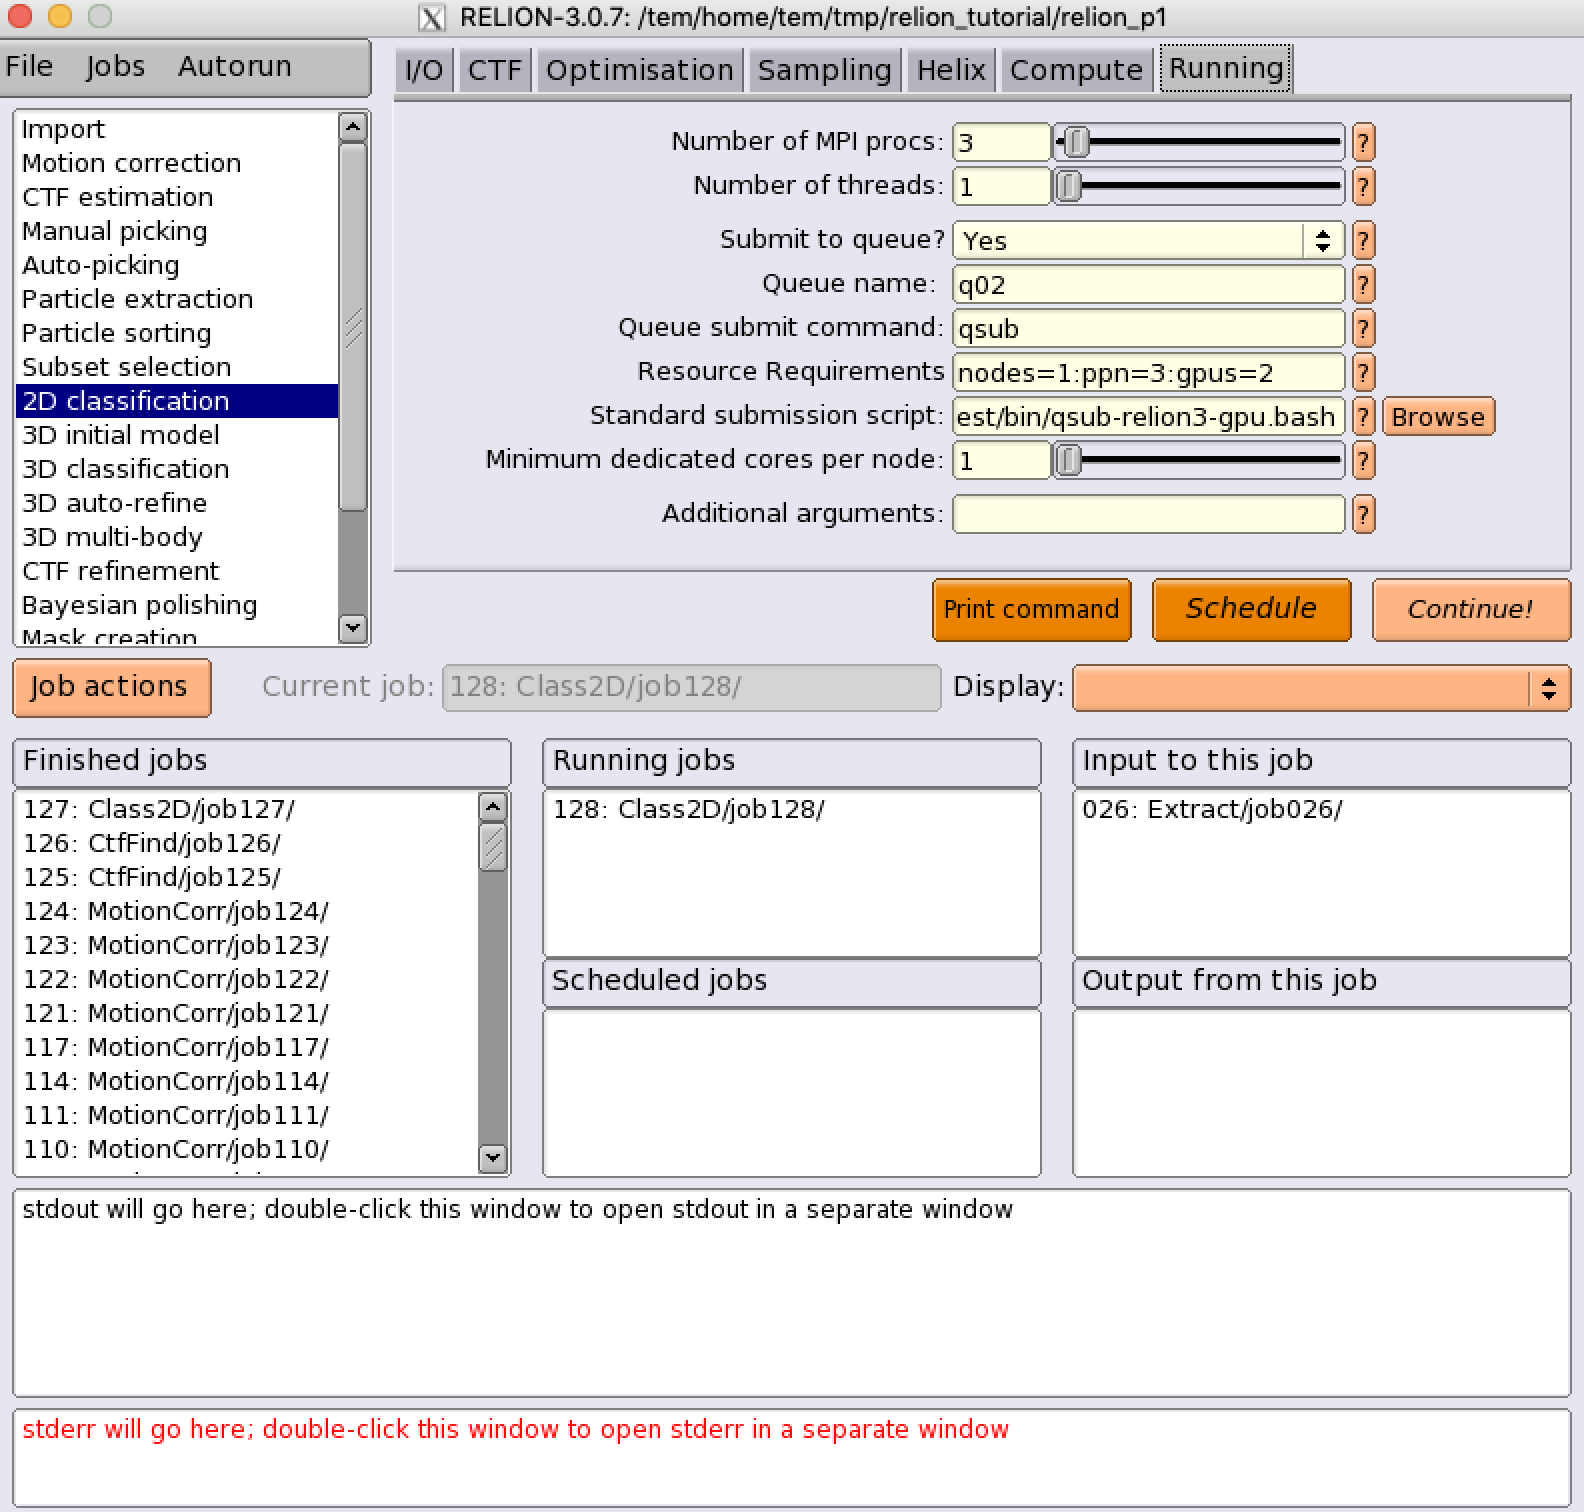 RELION-3.0.7: /tem/home/tem/tmp/relion_tutorial/relion_p1
File Jobs Autorun
I/O CTF Optimisation Sampling Helix Compute Running
Import
Motion correction
CTF estimation
Manual picking
Auto-picking
Particle extraction
Particle sorting
Subset selection
2D classification
3D initial model
3D classification
3D auto-refine
3D multi-body
CTF refinement
Bayesian polishing
Mask creation
Number of MPI procs: 3 ?
Number of threads: 1 ?
Submit to queue? Yes ?
Queue name: q02 ?
Queue submit command: qsub ?
Resource Requirements nodes=1:ppn=3:gpus=2 ?
Standard submission script: est/bin/qsub-relion3-gpu.bash ? Browse
Minimum dedicated cores per node: 1 ?
Additional arguments: ?
Print command Schedule Continue!
Job actions Current job: 128: Class2D/job128/ Display:
Finished jobs
127: Class2D/job127/
126: CtfFind/job126/
125: CtfFind/job125/
124: MotionCorr/job124/
123: MotionCorr/job123/
122: MotionCorr/job122/
121: MotionCorr/job121/
117: MotionCorr/job117/
114: MotionCorr/job114/
111: MotionCorr/job111/
110: MotionCorr/job110/
Running jobs
128: Class2D/job128/
Scheduled jobs
Input to this job
026: Extract/job026/
Output from this job
stdout will go here; double-click this window to open stdout in a separate window
stderr will go here; double-click this window to open stderr in a separate window